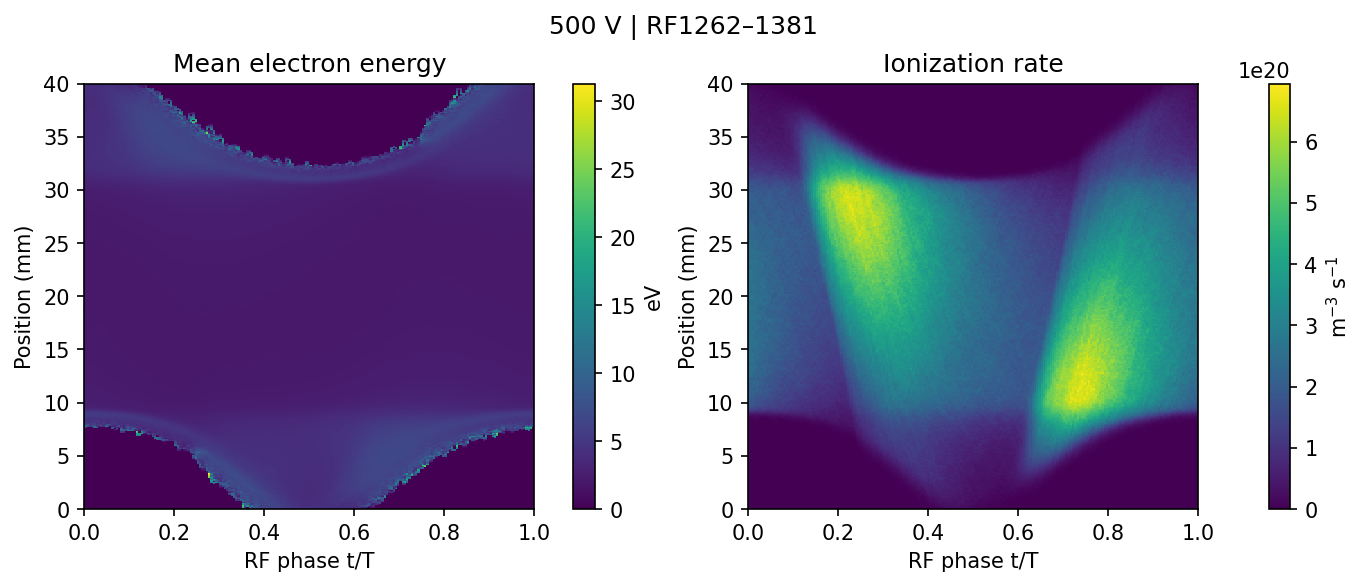 500 V | RF1262–1381
Mean electron energy
40
35
30
25
20
15
10
5
0
Position (mm)
0.0 0.2 0.4 0.6 0.8 1.0
RF phase t/T
30
25
20
15
10
5
0
eV
Ionization rate
40
35
30
25
20
15
10
5
0
Position (mm)
0.0 0.2 0.4 0.6 0.8 1.0
RF phase t/T
1e20
6
5
4
3
2
1
0
m⁻³ s⁻¹